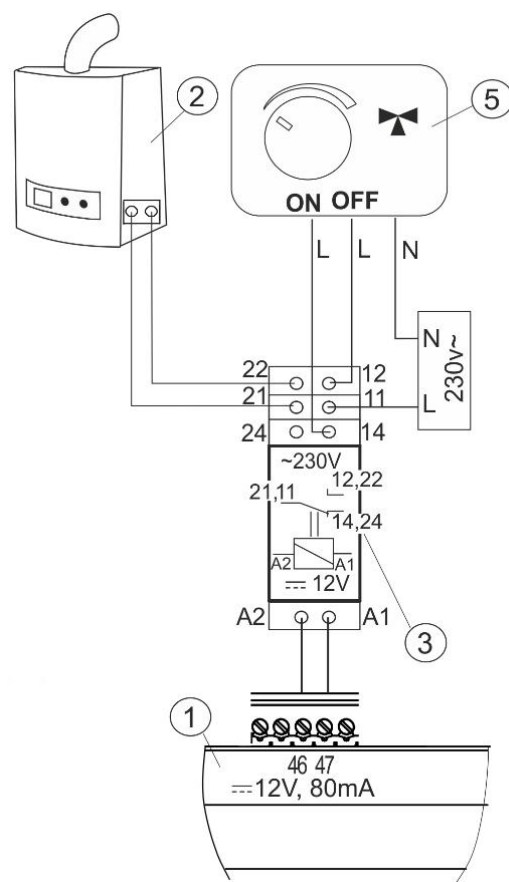 2
5
ON OFF
L L N
N
L
230v~
22 12
21 11
24 14
~230V
12,22
21,11
14,24
A2 A1
⎓ 12V
A2 A1
3
1
46 47
⎓12V, 80mA